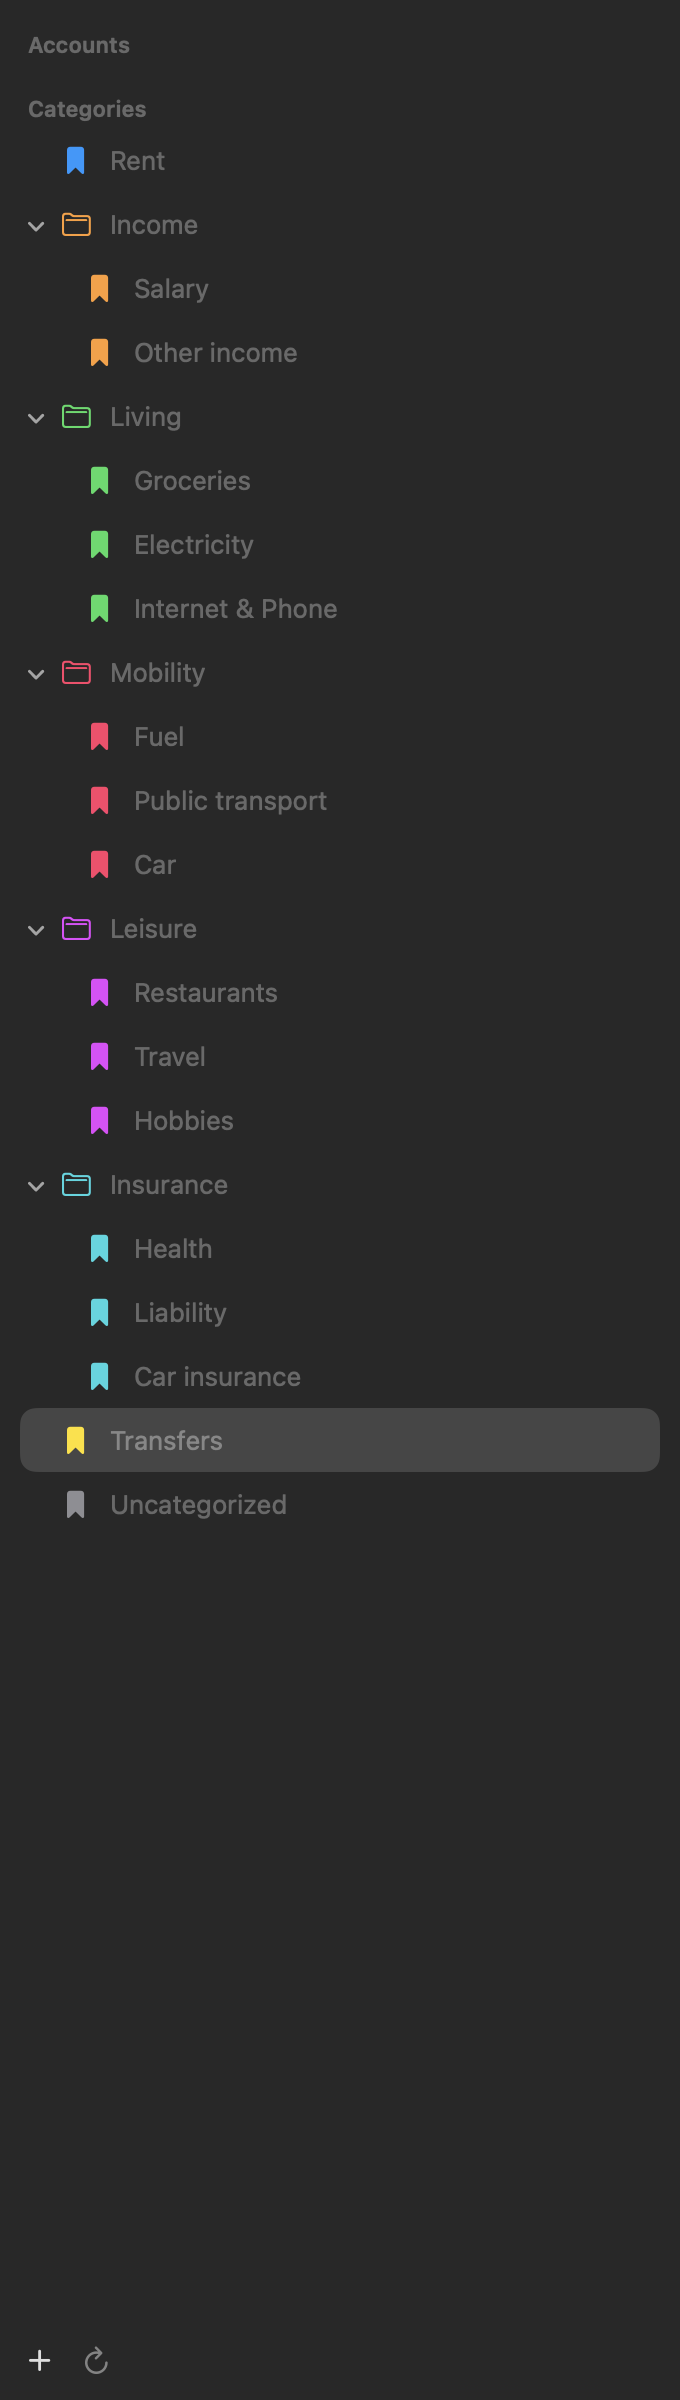 Accounts
Categories
Rent
Income
Salary
Other income
Living
Groceries
Electricity
Internet & Phone
Mobility
Fuel
Public transport
Car
Leisure
Restaurants
Travel
Hobbies
Insurance
Health
Liability
Car insurance
Transfers
Uncategorized